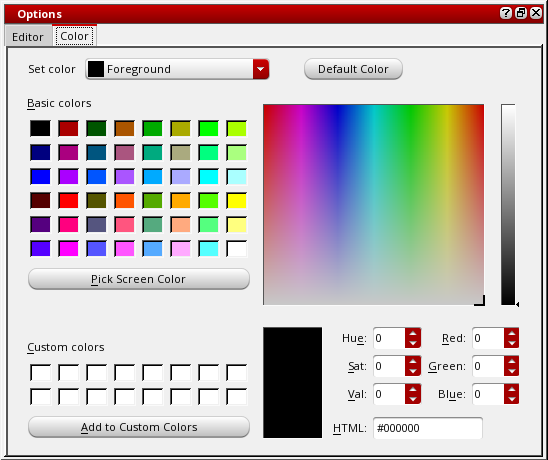 Options
Editor
Color
Set color
Foreground
Default Color
Basic colors
Pick Screen Color
Custom colors
Add to Custom Colors
Hue: 0 Red: 0
Sat: 0 Green: 0
Val: 0 Blue: 0
HTML: #000000